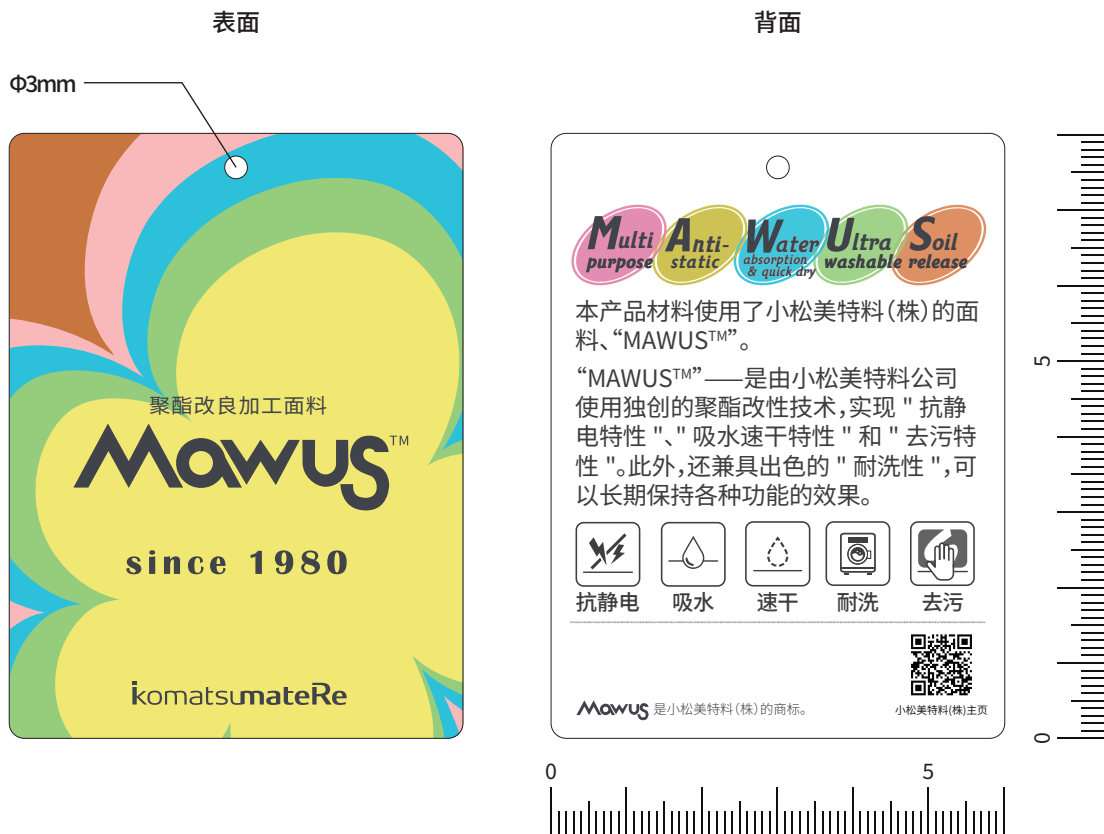 表面
背面
Φ3mm
聚酯改良加工面料
Mawus™
since 1980
komatsumateRe
Multi purpose
Anti-static
Water absorption & quick dry
Ultra washable
Soil release
本产品材料使用了小松美特料(株)的面
料、“MAWUS™”。
“MAWUS™”——是由小松美特料公司
使用独创的聚酯改性技术,实现 " 抗静
电特性 "、" 吸水速干特性 " 和 " 去污特
性 "。此外,还兼具出色的 " 耐洗性 ",可
以长期保持各种功能的效果。
抗静电 吸水 速干 耐洗 去污
Mawus 是小松美特料(株)的商标。
小松美特料(株)主页
5
0
0 5